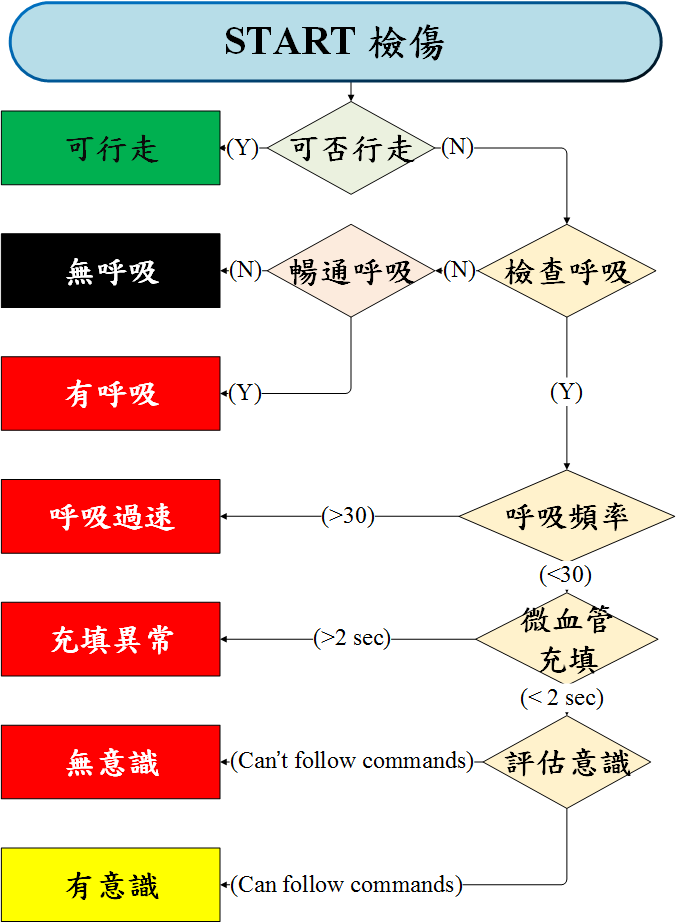 START 檢傷
可行走
(Y)
可否行走
(N)
無呼吸
(N)
暢通呼吸
(N)
檢查呼吸
有呼吸
(Y)
(Y)
呼吸過速
(>30)
呼吸頻率
(<30)
充填異常
(>2 sec)
微血管
充填
(< 2 sec)
無意識
(Can't follow commands)
評估意識
有意識
(Can follow commands)